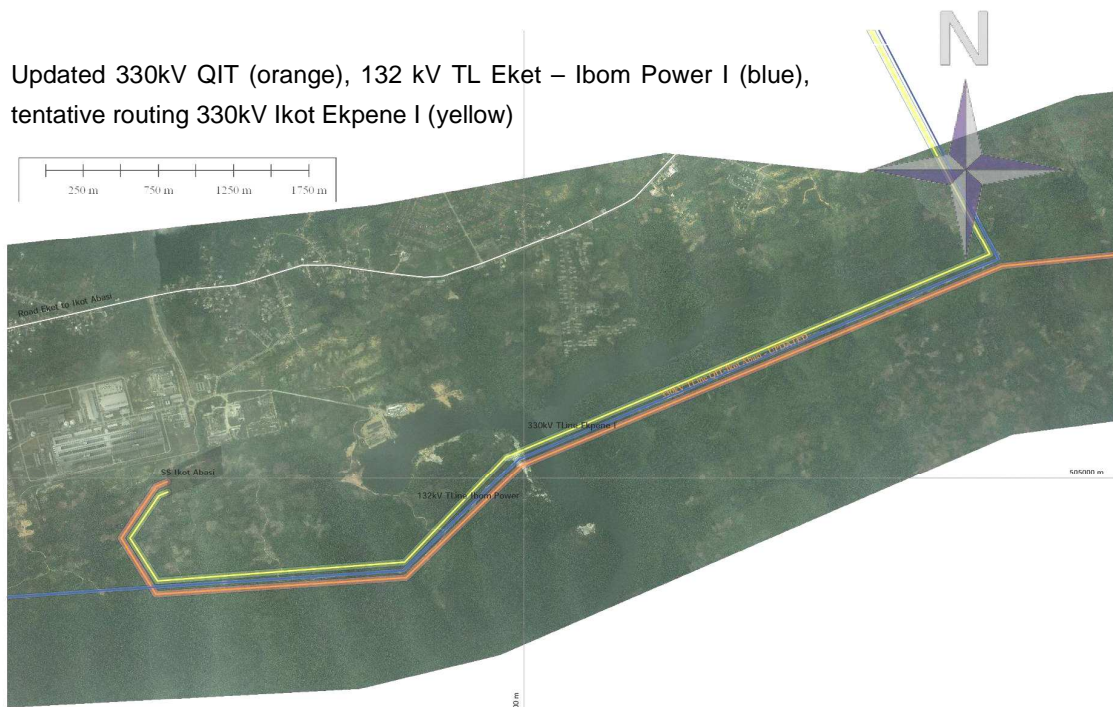 N
Updated 330kV QIT (orange), 132 kV TL Eket – Ibom Power I (blue),
tentative routing 330kV Ikot Ekpene I (yellow)
250 m 750 m 1250 m 1750 m
Road Eket to Ikot Abasi
330kV TLine Ekpene I
SS Ikot Abasi
505000 m
132kV TLine Ibom Power